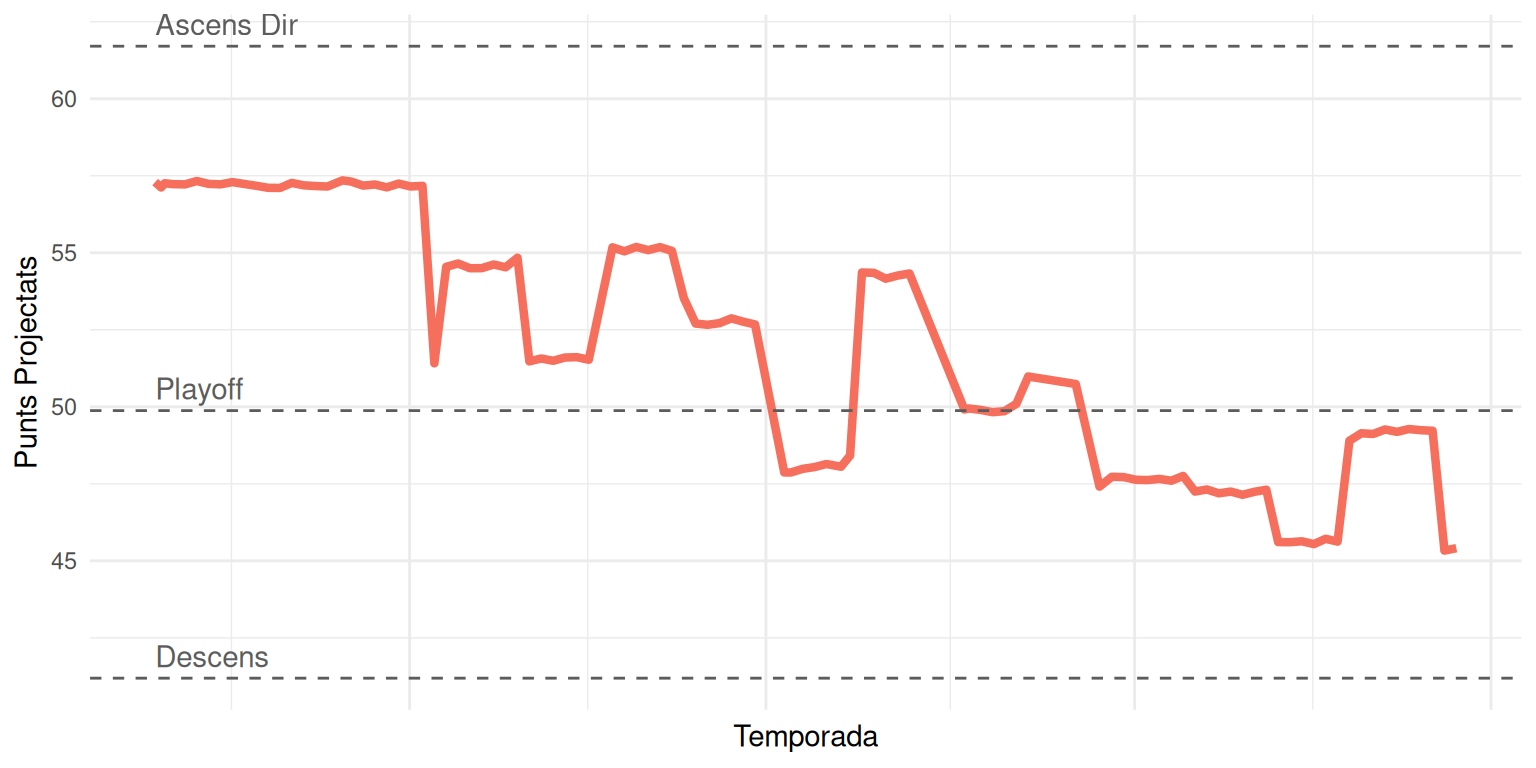 Ascens Dir
60
55
Playoff
50
45
Descens
Punts Projectats
Temporada